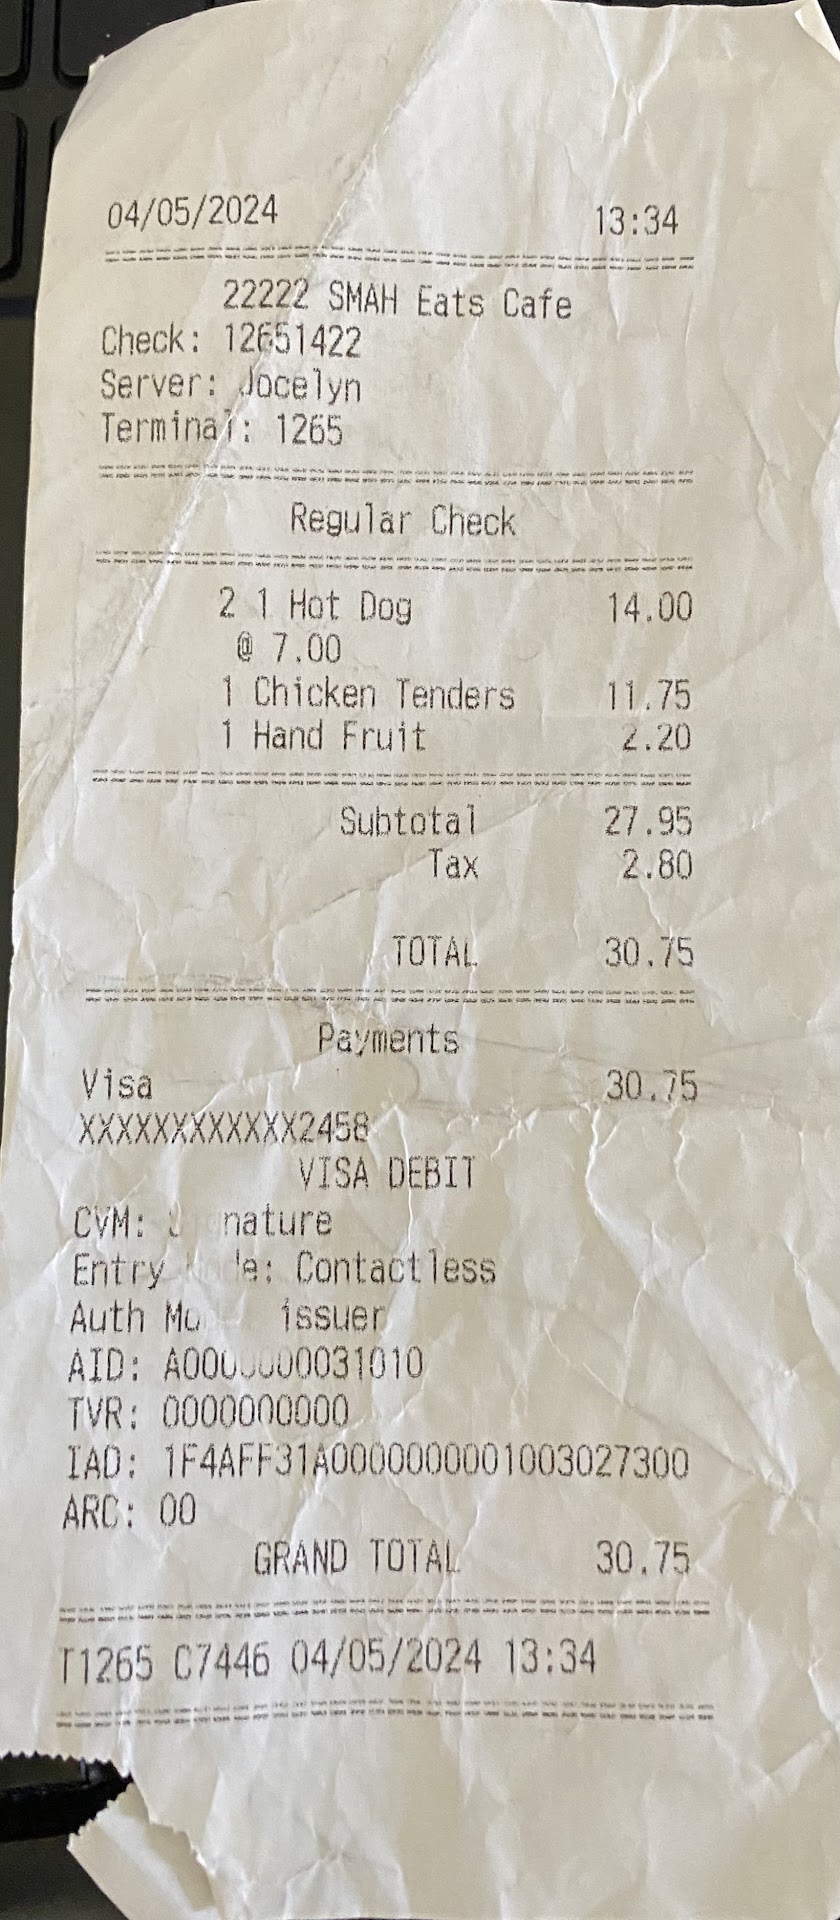 04/05/2024 13:34
22222 SMAH Eats Cafe
Check: 12651422
Server: Jocelyn
Terminal: 1265
Regular Check
2 1 Hot Dog 14.00
@ 7.00
1 Chicken Tenders 11.75
1 Hand Fruit 2.20
Subtotal 27.95
Tax 2.80
TOTAL 30.75
Payments
Visa 30.75
XXXXXXXXXXXX2458
VISA DEBIT
CVM: nature
Entry e: Contactless
Auth Mo issuer
AID: A0000000031010
TVR: 0000000000
IAD: 1F4AFF31A0000000001003027300
ARC: 00
GRAND TOTAL 30.75
T1265 C7446 04/05/2024 13:34